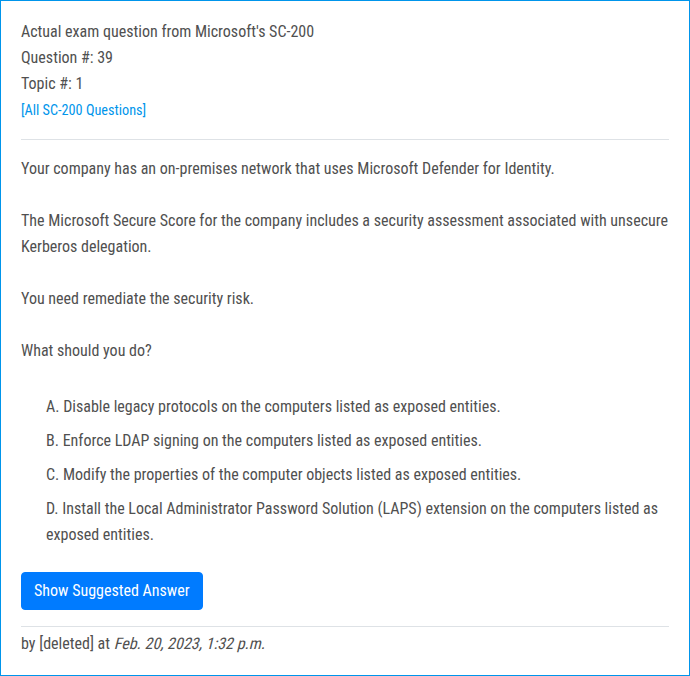 Actual exam question from Microsoft's SC-200
Question #: 39
Topic #: 1
[All SC-200 Questions]
Your company has an on-premises network that uses Microsoft Defender for Identity.
The Microsoft Secure Score for the company includes a security assessment associated with unsecure
Kerberos delegation.
You need remediate the security risk.
What should you do?
A. Disable legacy protocols on the computers listed as exposed entities.
B. Enforce LDAP signing on the computers listed as exposed entities.
C. Modify the properties of the computer objects listed as exposed entities.
D. Install the Local Administrator Password Solution (LAPS) extension on the computers listed as
exposed entities.
Show Suggested Answer
by [deleted] at Feb. 20, 2023, 1:32 p.m.